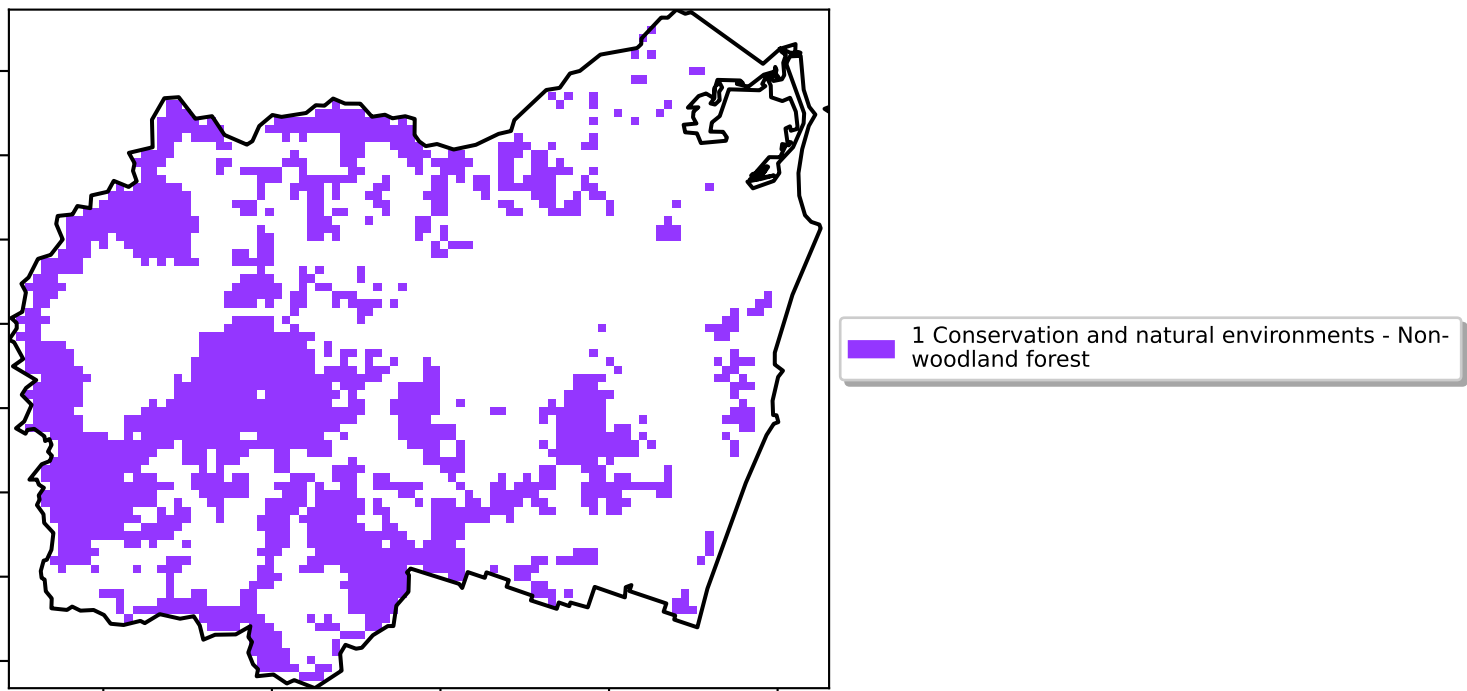 1 Conservation and natural environments - Non-
woodland forest